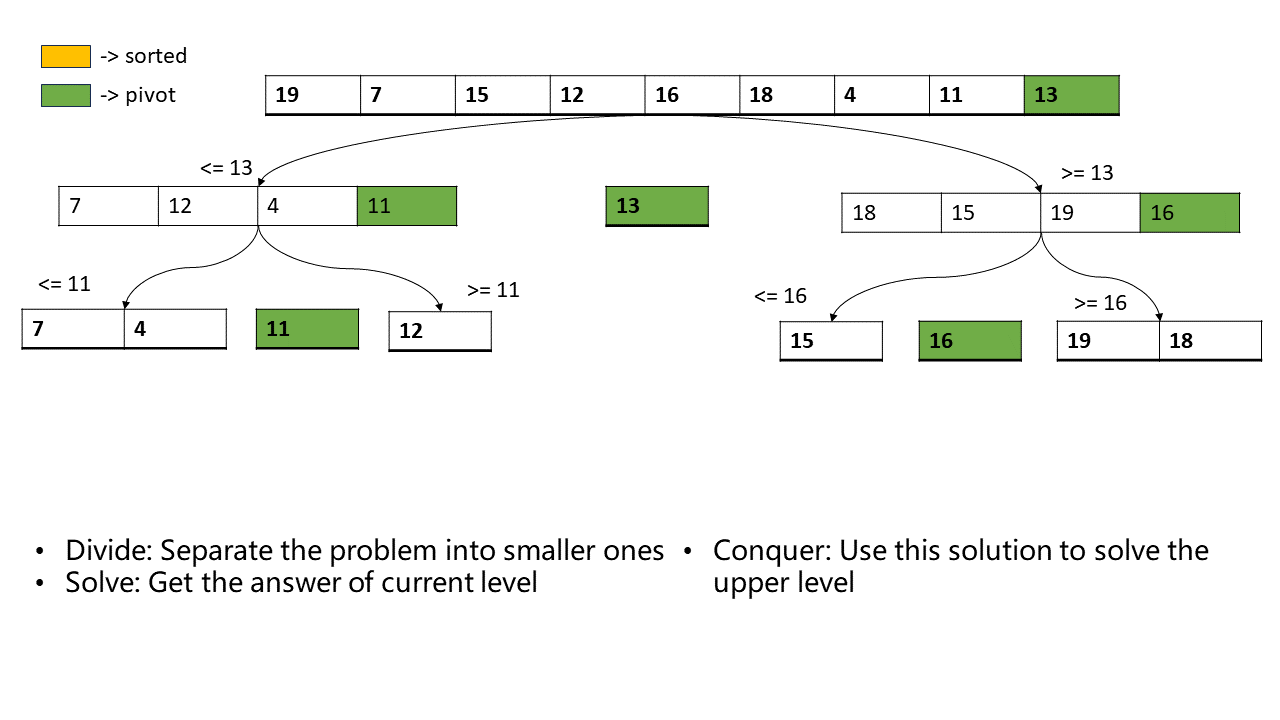 -> sorted
-> pivot
19 7 15 12 16 18 4 11 13
<= 13
>= 13
7 12 4 11
13
18 15 19 16
<= 11
>= 11
<= 16
>= 16
7 4
11
12
15
16
19 18
• Divide: Separate the problem into smaller ones
• Solve: Get the answer of current level
• Conquer: Use this solution to solve the
upper level